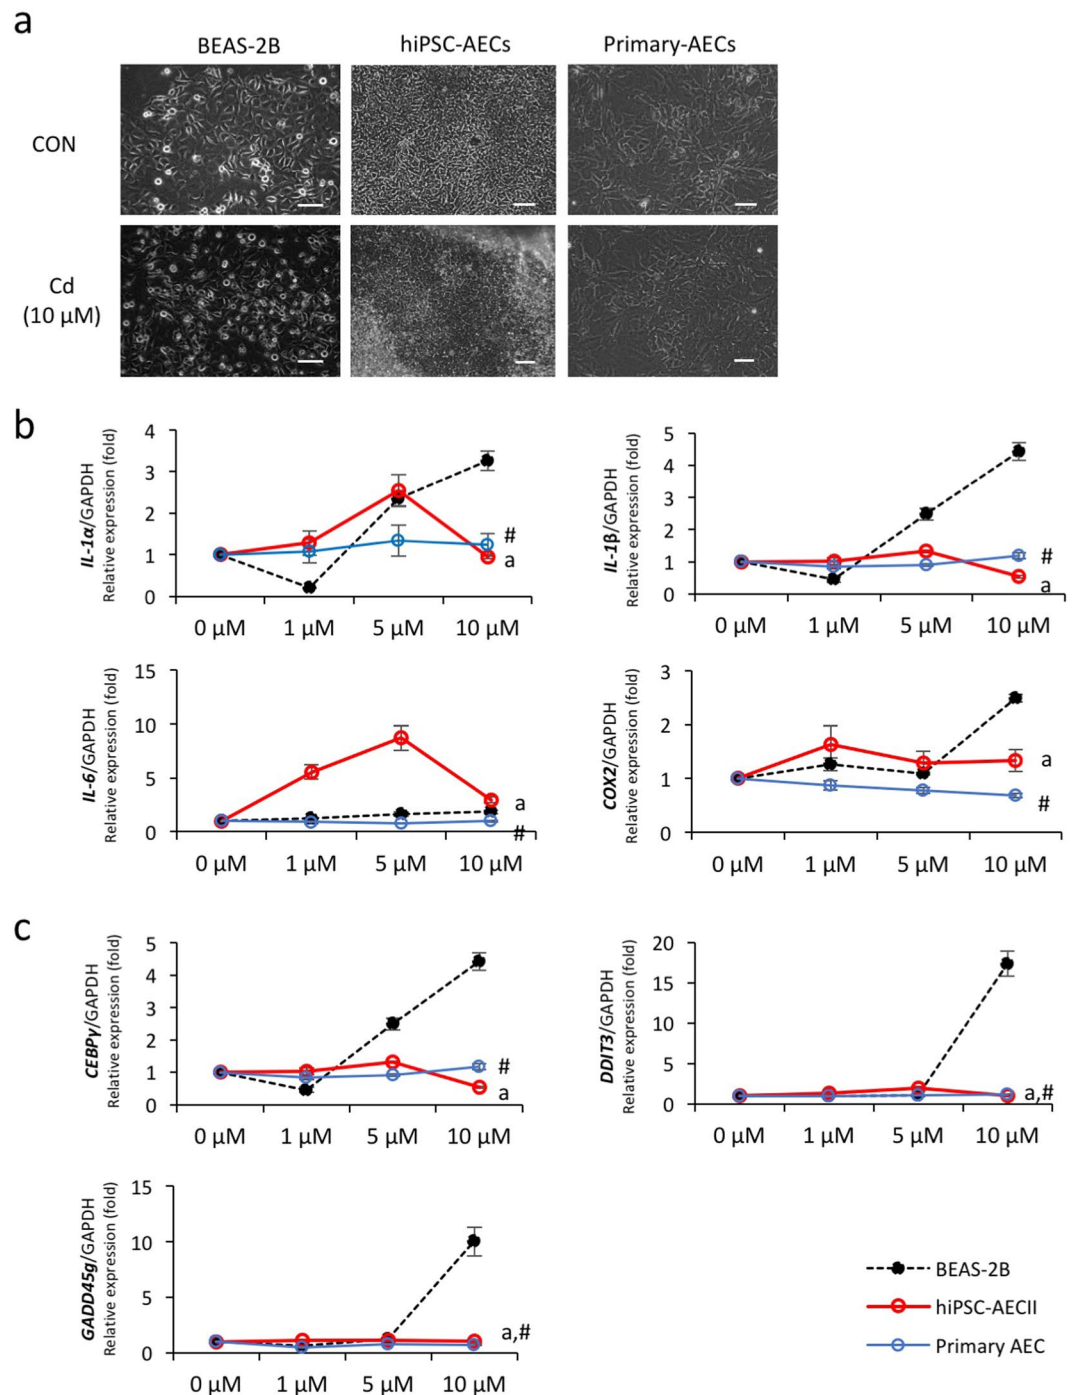 a
BEAS-2B
hiPSC-AECs
Primary-AECs
CON
Cd
(10 μM)
b
IL-1α/GAPDH
Relative expression (fold)
4
3
2
1
0
0 μM
1 μM
5 μM
10 μM
#
a
IL-1β/GAPDH
Relative expression (fold)
5
4
3
2
1
0
0 μM
1 μM
5 μM
10 μM
#
a
IL-6/GAPDH
Relative expression (fold)
15
10
5
0
0 μM
1 μM
5 μM
10 μM
a
#
COX2/GAPDH
Relative expression (fold)
3
2
1
0
0 μM
1 μM
5 μM
10 μM
a
#
c
CEBPγ/GAPDH
Relative expression (fold)
5
4
3
2
1
0
0 μM
1 μM
5 μM
10 μM
#
a
DDIT3/GAPDH
Relative expression (fold)
20
15
10
5
0
0 μM
1 μM
5 μM
10 μM
a,#
GADD45g/GAPDH
Relative expression (fold)
15
10
5
0
0 μM
1 μM
5 μM
10 μM
a,#
BEAS-2B
hiPSC-AECII
Primary AEC